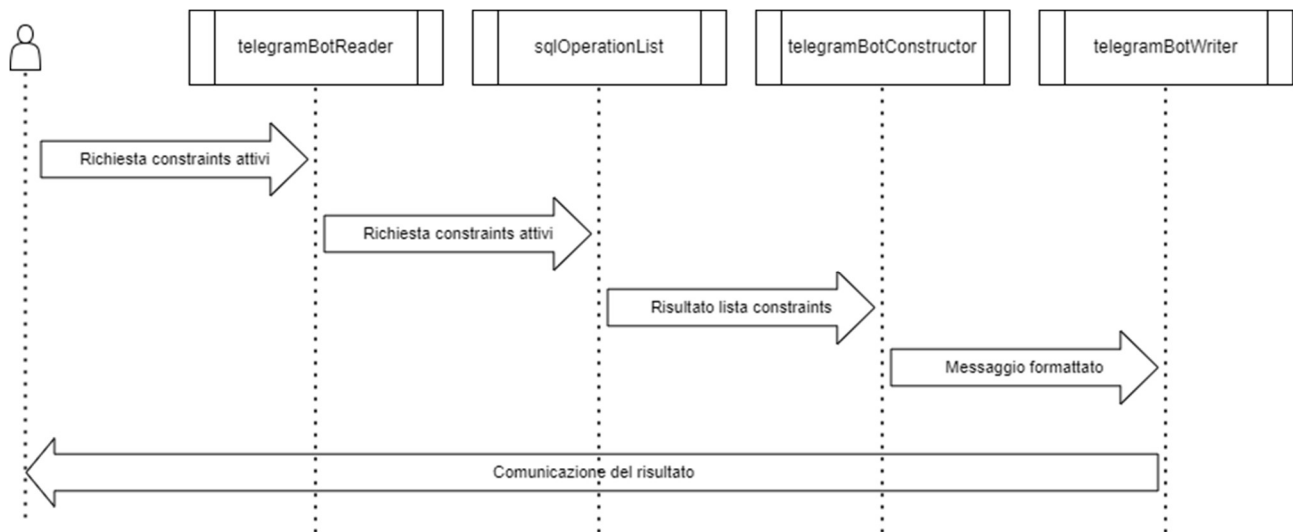 telegramBotReader
sqlOperationList
telegramBotConstructor
telegramBotWriter
Richiesta constraints attivi
Richiesta constraints attivi
Risultato lista constraints
Messaggio formattato
Comunicazione del risultato